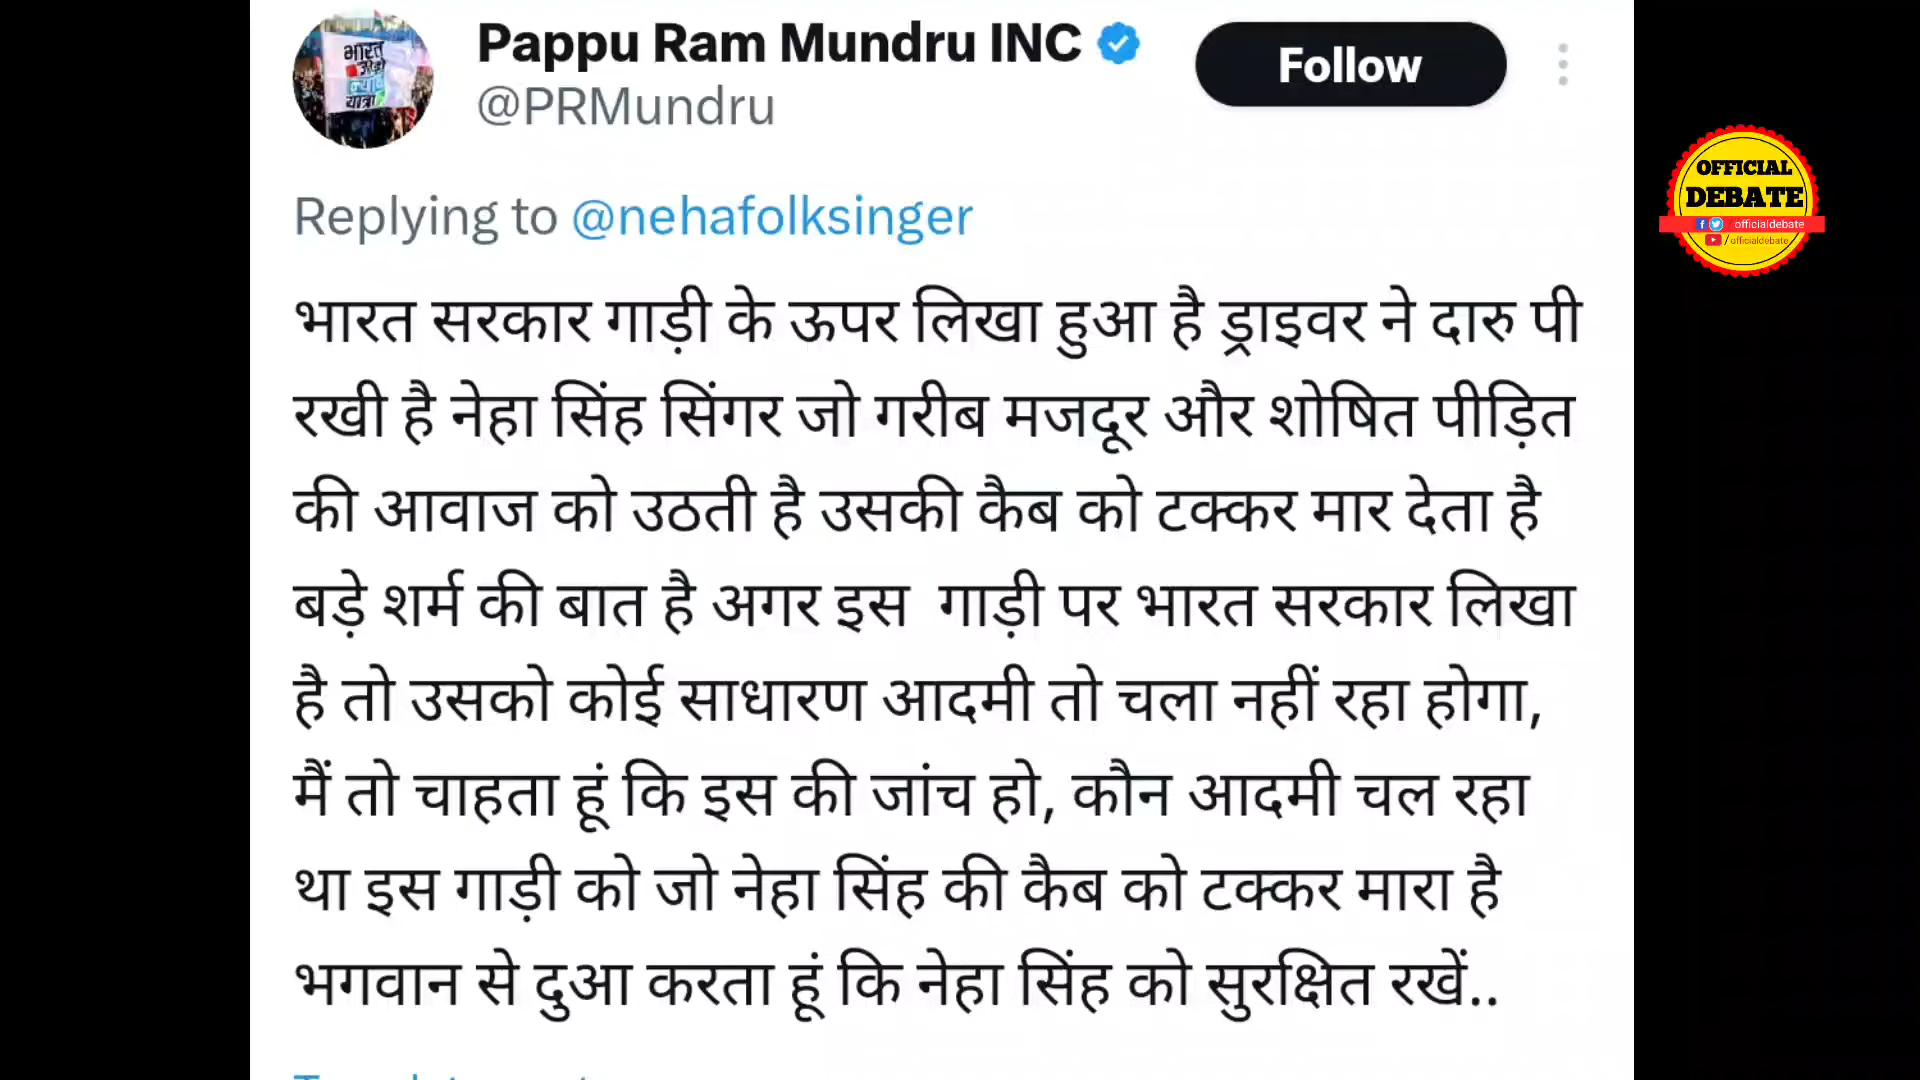 Pappu Ram Mundru INC
@PRMundru
Follow
भारत
जोड़ो
न्याय
यात्रा
OFFICIAL
DEBATE
officialdebate
/officialdebate
Replying to @nehafolksinger
भारत सरकार गाड़ी के ऊपर लिखा हुआ है ड्राइवर ने दारु पी
रखी है नेहा सिंह सिंगर जो गरीब मजदूर और शोषित पीड़ित
की आवाज को उठती है उसकी कैब को टक्कर मार देता है
बड़े शर्म की बात है अगर इस गाड़ी पर भारत सरकार लिखा
है तो उसको कोई साधारण आदमी तो चला नहीं रहा होगा,
मैं तो चाहता हूं कि इस की जांच हो, कौन आदमी चल रहा
था इस गाड़ी को जो नेहा सिंह की कैब को टक्कर मारा है
भगवान से दुआ करता हूं कि नेहा सिंह को सुरक्षित रखें..